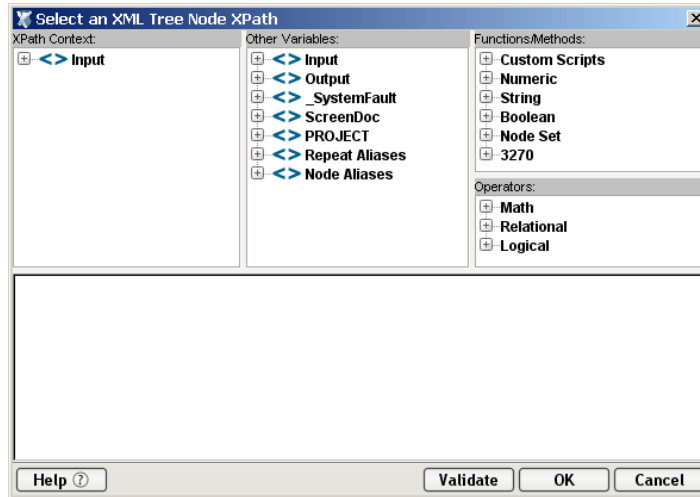 Select an XML Tree Node XPath
XPath Context:
Input
Other Variables:
Input
Output
_SystemFault
ScreenDoc
PROJECT
Repeat Aliases
Node Aliases
Functions/Methods:
Custom Scripts
Numeric
String
Boolean
Node Set
3270
Operators:
Math
Relational
Logical
Help
Validate
OK
Cancel